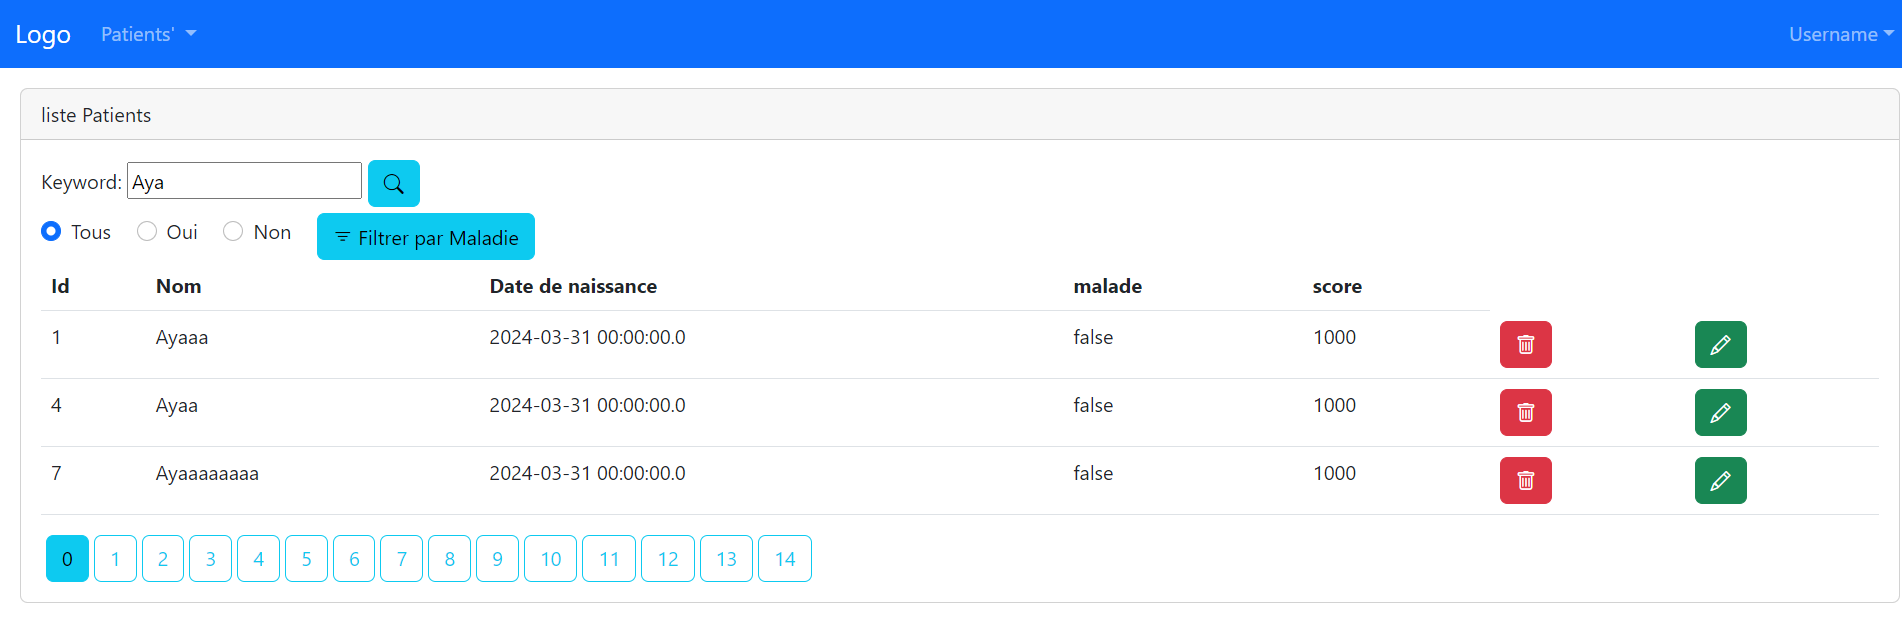 Logo Patients' Username
liste Patients
Keyword: Aya
Tous Oui Non Filtrer par Maladie
Id Nom Date de naissance malade score
1 Ayaaa 2024-03-31 00:00:00.0 false 1000
4 Ayaa 2024-03-31 00:00:00.0 false 1000
7 Ayaaaaaaaa 2024-03-31 00:00:00.0 false 1000
0 1 2 3 4 5 6 7 8 9 10 11 12 13 14